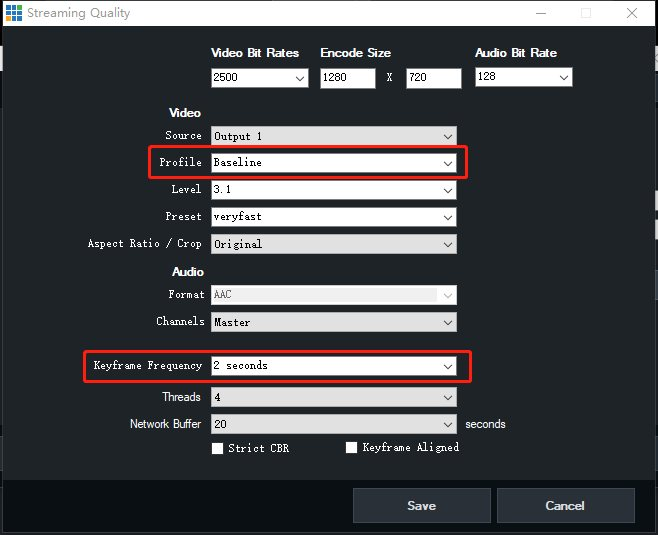 Streaming Quality
Video Bit Rates Encode Size Audio Bit Rate
2500 1280 X 720 128
Video
Source Output 1
Profile Baseline
Level 3.1
Preset veryfast
Aspect Ratio / Crop Original
Audio
Format AAC
Channels Master
Keyframe Frequency 2 seconds
Threads 4
Network Buffer 20 seconds
Strict CBR Keyframe Aligned
Save Cancel